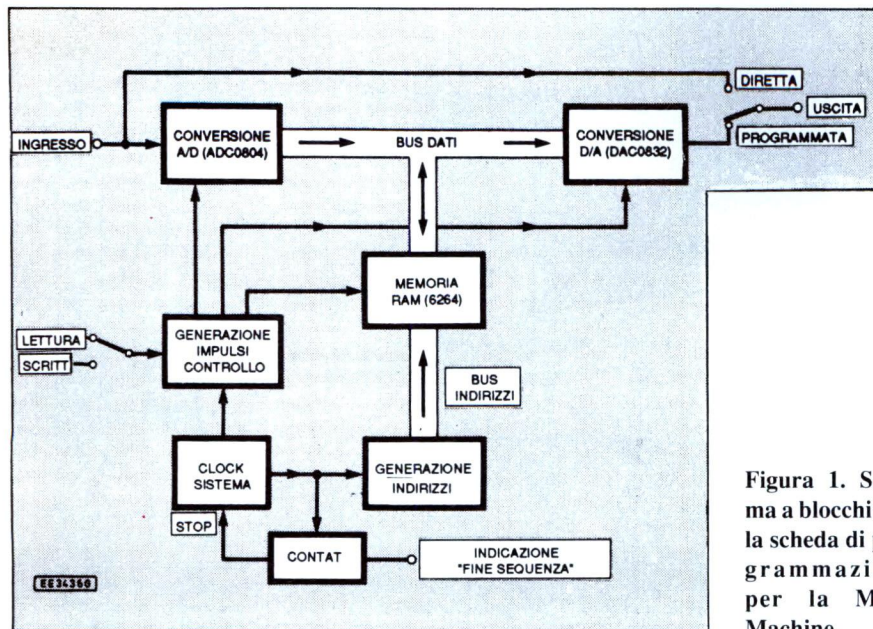 DIRETTA
INGRESSO
CONVERSIONE
A/D (ADC0804)
BUS DATI
CONVERSIONE
D/A (DAC0832)
USCITA
PROGRAMMATA
MEMORIA
RAM (6264)
LETTURA
SCRITT
GENERAZIONE
IMPULSI
CONTROLLO
BUS
INDIRIZZI
CLOCK
SISTEMA
GENERAZIONE
INDIRIZZI
STOP
CONTAT
INDICAZIONE
"FINE SEQUENZA"
EE34350
Figura 1. S
ma a blocchi
la scheda di p
grammazi
per la M
Machine